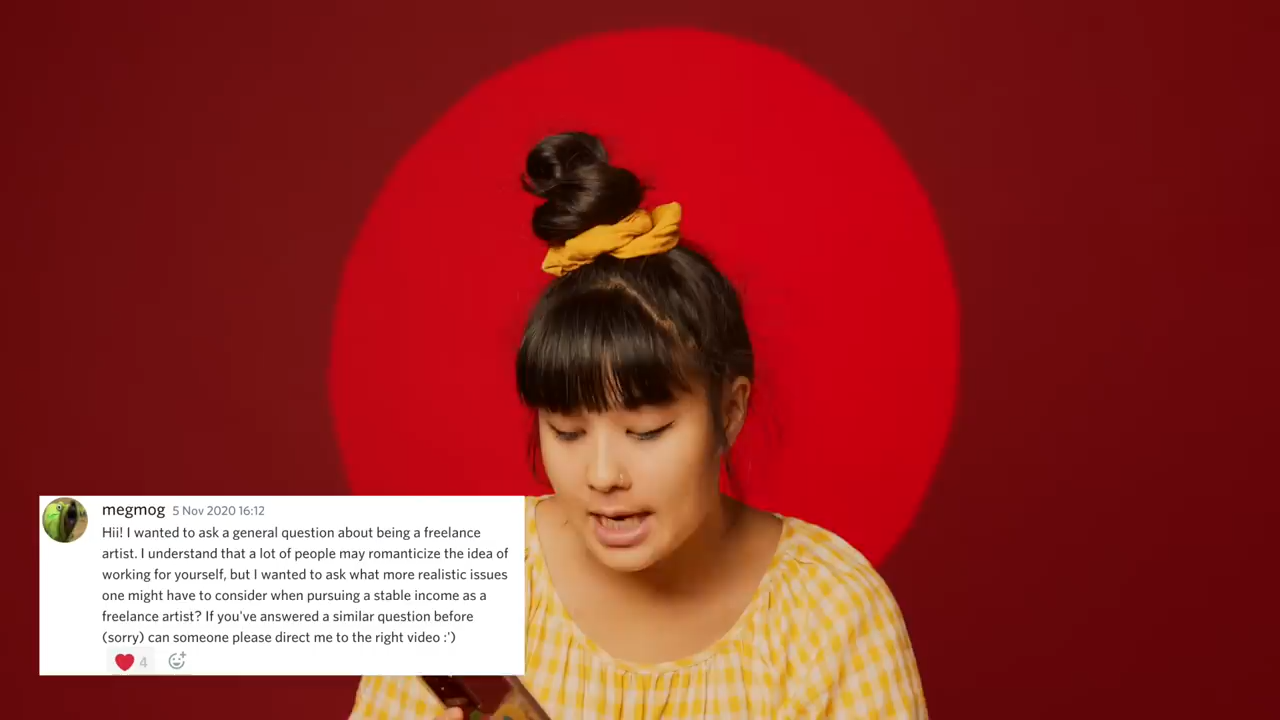 megmog 5 Nov 2020 16:12
Hii! I wanted to ask a general question about being a freelance
artist. I understand that a lot of people may romanticize the idea of
working for yourself, but I wanted to ask what more realistic issues
one might have to consider when pursuing a stable income as a
freelance artist? If you've answered a similar question before
(sorry) can someone please direct me to the right video :')
4